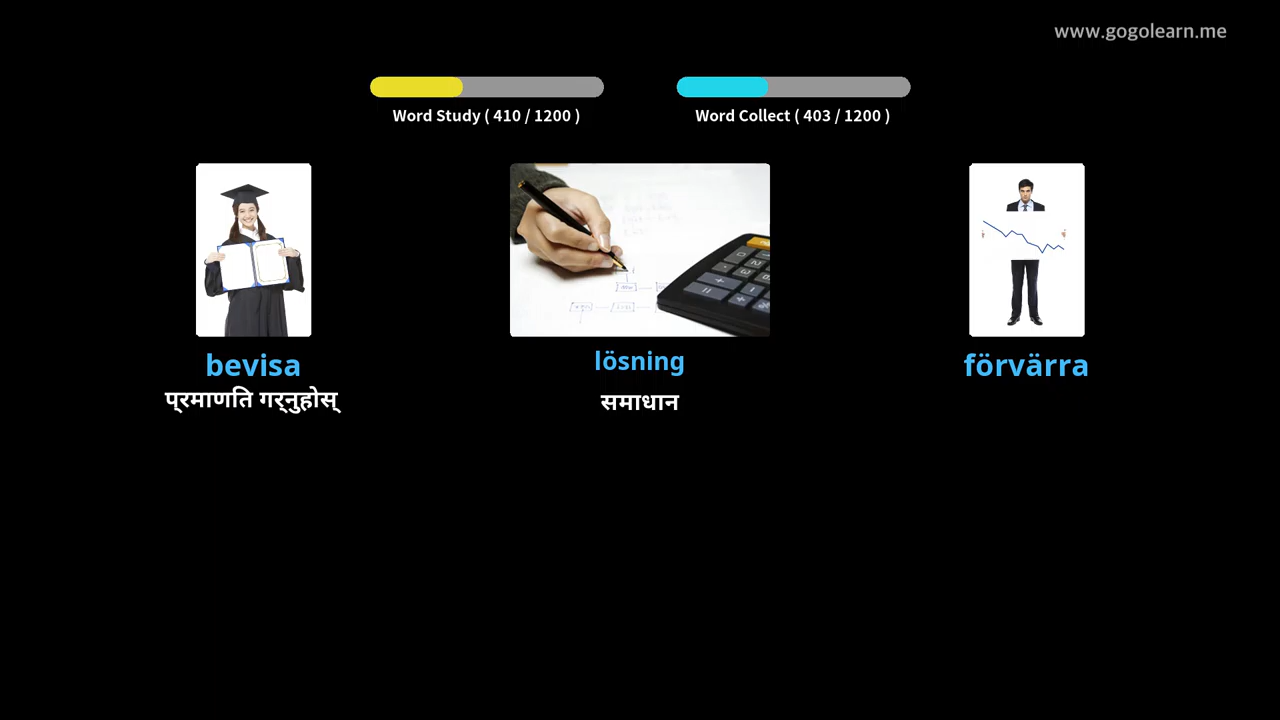 www.gogolearn.me
Word Study ( 410 / 1200 )
Word Collect ( 403 / 1200 )
bevisa
lösning
förvärra
प्रमाणति गर्नुहोस्
समाधान